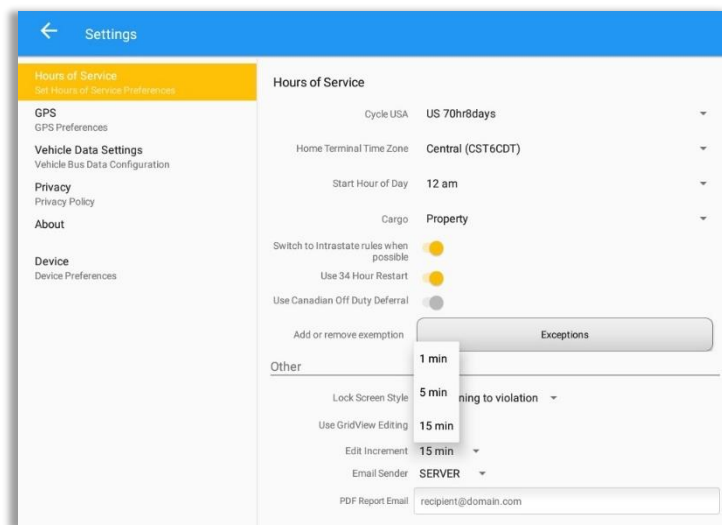 Settings
Hours of Service
Set Hours of Service Preferences
GPS
GPS Preferences
Vehicle Data Settings
Vehicle Bus Data Configuration
Privacy
Privacy Policy
About
Device
Device Preferences
Hours of Service
Cycle USA US 70hr8days
Home Terminal Time Zone Central (CST6CDT)
Start Hour of Day 12 am
Cargo Property
Switch to Intrastate rules when
possible
Use 34 Hour Restart
Use Canadian Off Duty Deferral
Add or remove exemption Exceptions
1 min
Other
Lock Screen Style 5 min ning to violation
Use GridView Editing 15 min
Edit Increment 15 min
Email Sender SERVER
PDF Report Email recipient@domain.com